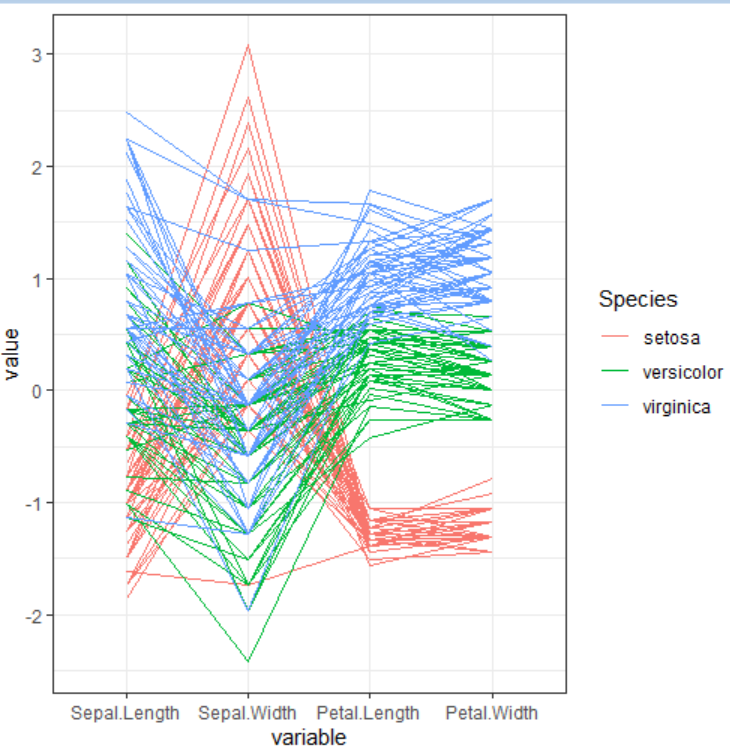 3
2
1
0
-1
-2
value
Sepal.Length Sepal.Width Petal.Length Petal.Width
variable
Species
setosa
versicolor
virginica